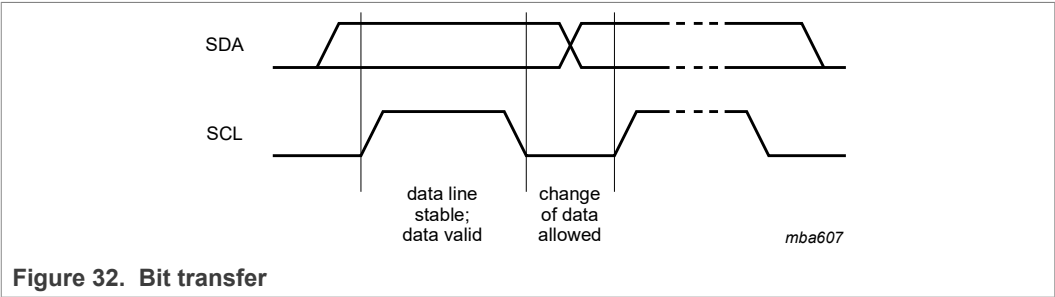 SDA
SCL
data line
stable;
data valid
change
of data
allowed
mba607
Figure 32. Bit transfer